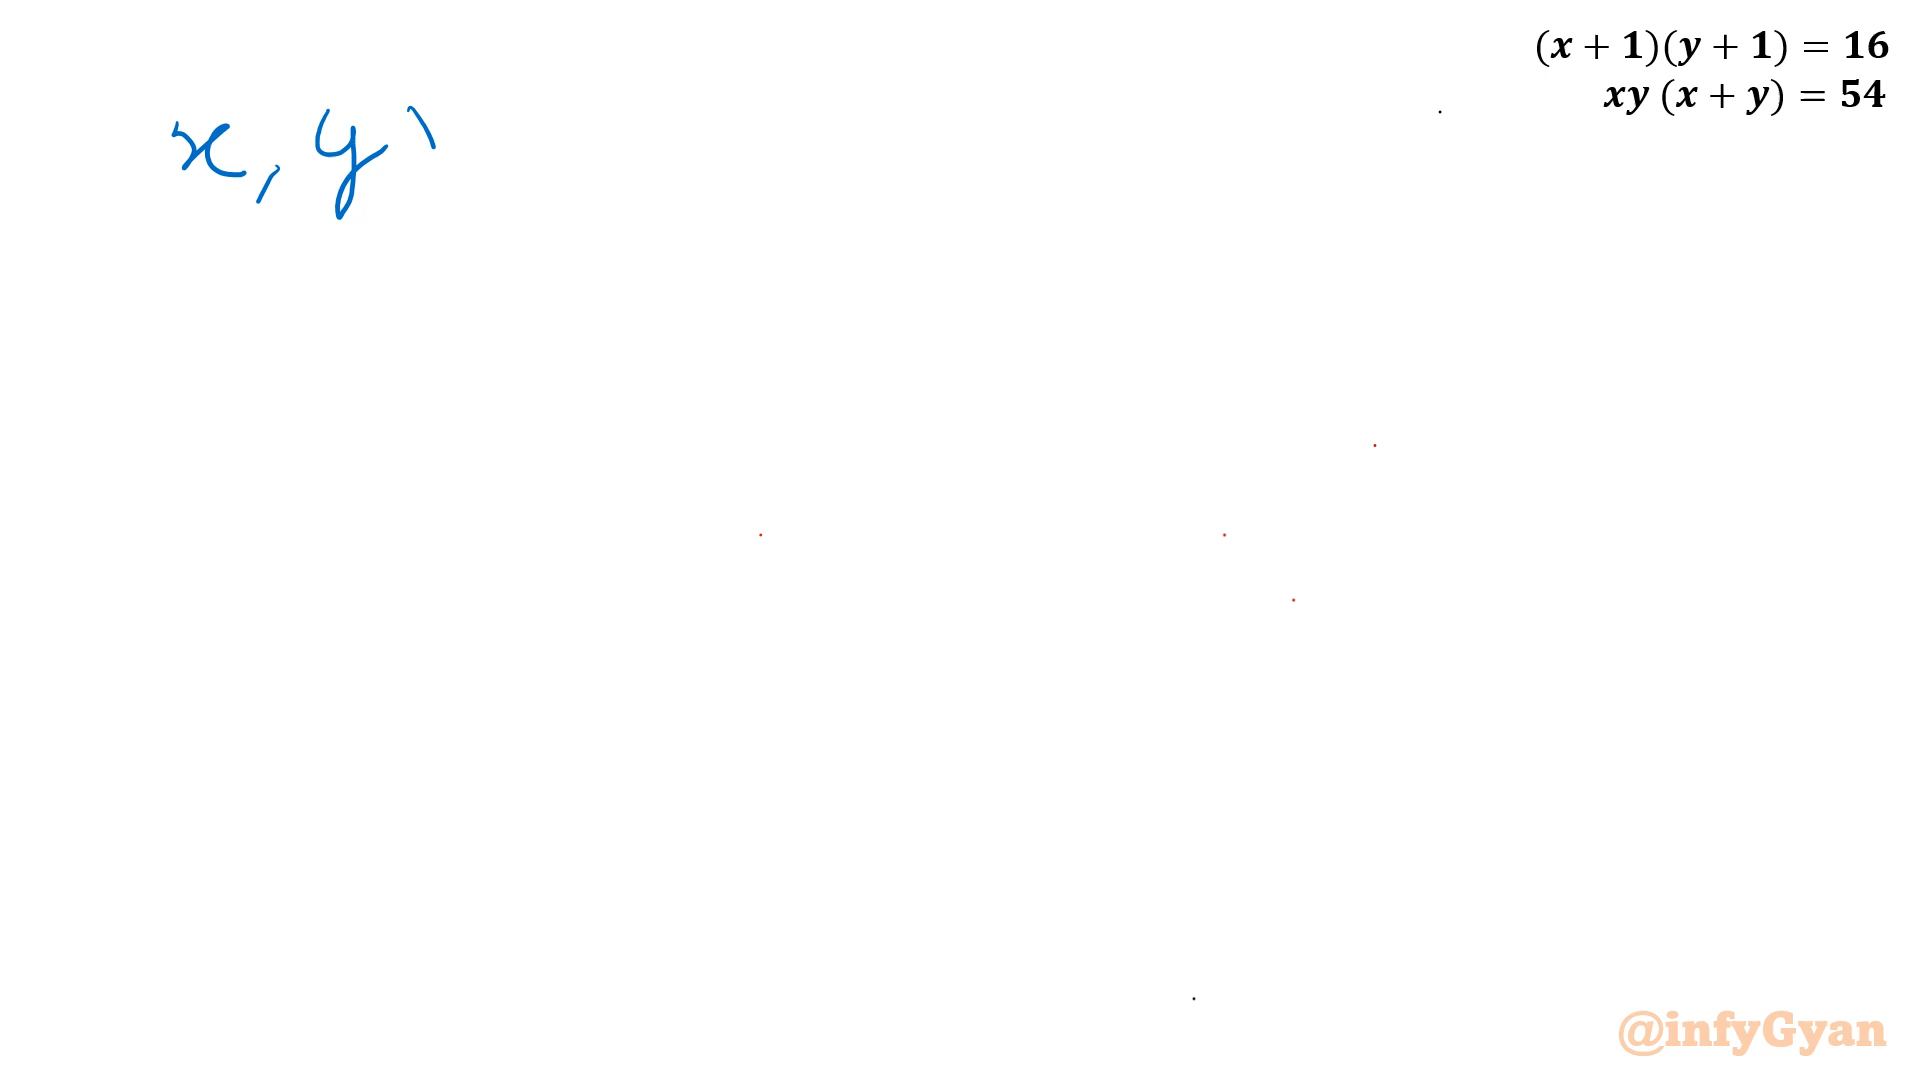 (x + 1)(y + 1) = 16
xy (x + y) = 54
x, y
@infyGyan